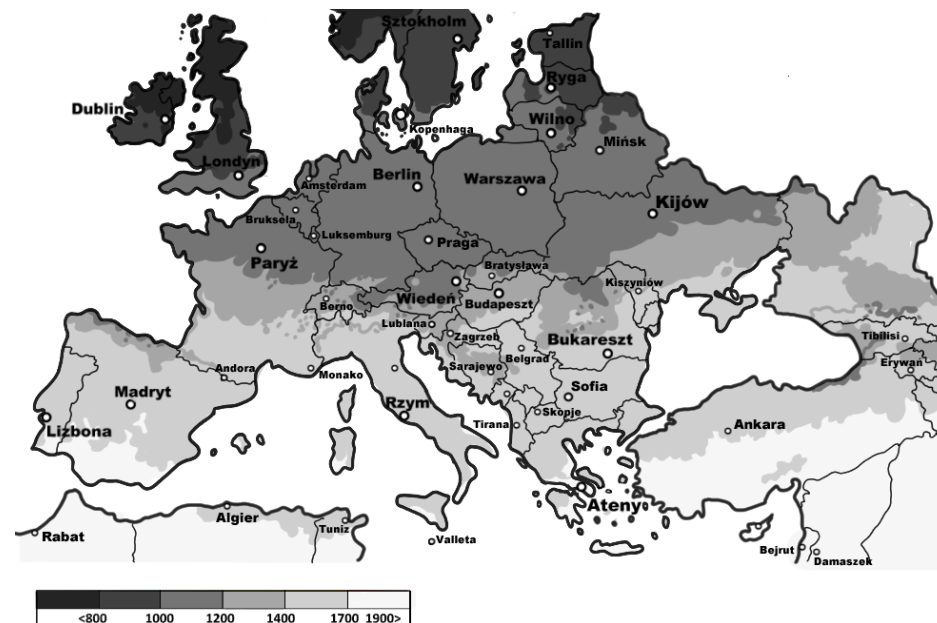 Sztokholm
Tallin
Ryga
Dublin
Kopenhaga
Wilno
Mińsk
Londyn
Berlin
Warszawa
Amsterdam
Kijów
Bruksela
Luksemburg
Praga
Paryż
Bratysława
Wiedeń
Kiszyniów
Berno
Budapeszt
Lublana
Zagrzeb
Bukareszt
Tibilisi
Belgrad
Erywan
Andora
Monako
Sarajewo
Madryt
Sofia
Rzym
Skopje
Lizbona
Tirana
Ankara
Ateny
Algier
Tuniz
Rabat
Valleta
Bejrut
Damaszek
<800 1000 1200 1400 1700 1900>